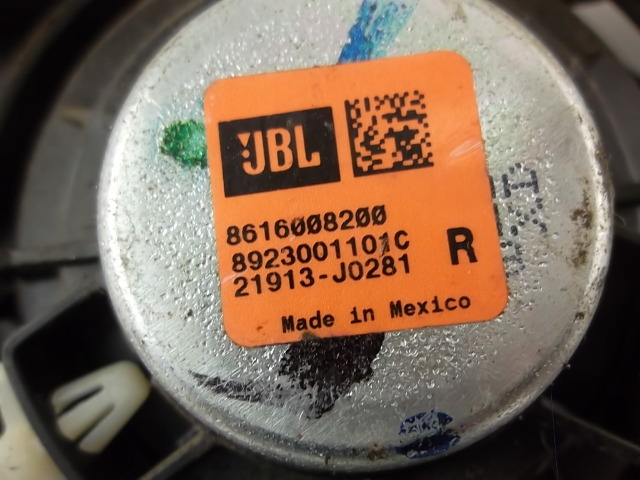 JBL
8616008200
8923001101C
21913-J0281
R
Made in Mexico